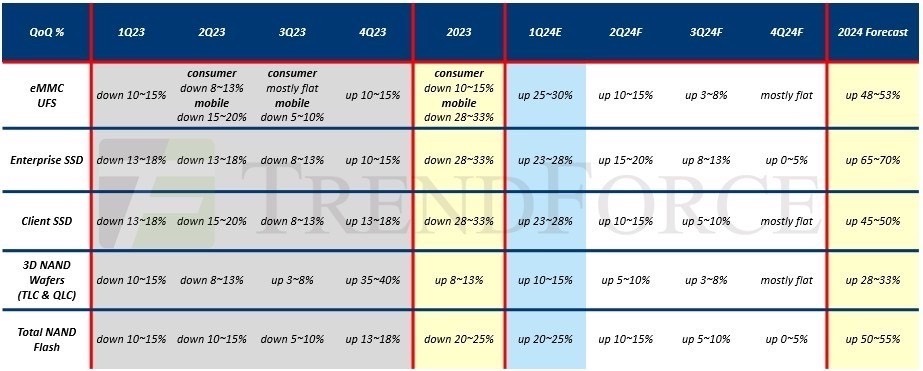 QoQ % 1Q23 2Q23 3Q23 4Q23 2023 1Q24E 2Q24F 3Q24F 4Q24F 2024 Forecast
eMMC
UFS
down 10~15%
consumer
down 8~13%
mobile
down 15~20%
consumer
mostly flat
mobile
down 5~10%
up 10~15%
consumer
down 10~15%
mobile
down 28~33%
up 25~30%
up 10~15%
up 3~8%
mostly flat
up 48~53%
Enterprise SSD down 13~18% down 13~18% down 8~13% up 10~15% down 28~33% up 23~28% up 15~20% up 8~13% up 0~5% up 65~70%
TRENDFORCE
Client SSD down 13~18% down 15~20% down 8~13% up 13~18% down 28~33% up 23~28% up 10~15% up 5~10% mostly flat up 45~50%
3D NAND
Wafers
(TLC & QLC)
down 10~15% down 8~13% up 3~8% up 35~40% up 8~13% up 10~15% up 5~10% up 3~8% mostly flat up 28~33%
Total NAND
Flash
down 10~15% down 10~15% down 5~10% up 13~18% down 20~25% up 20~25% up 10~15% up 5~10% up 0~5% up 50~55%